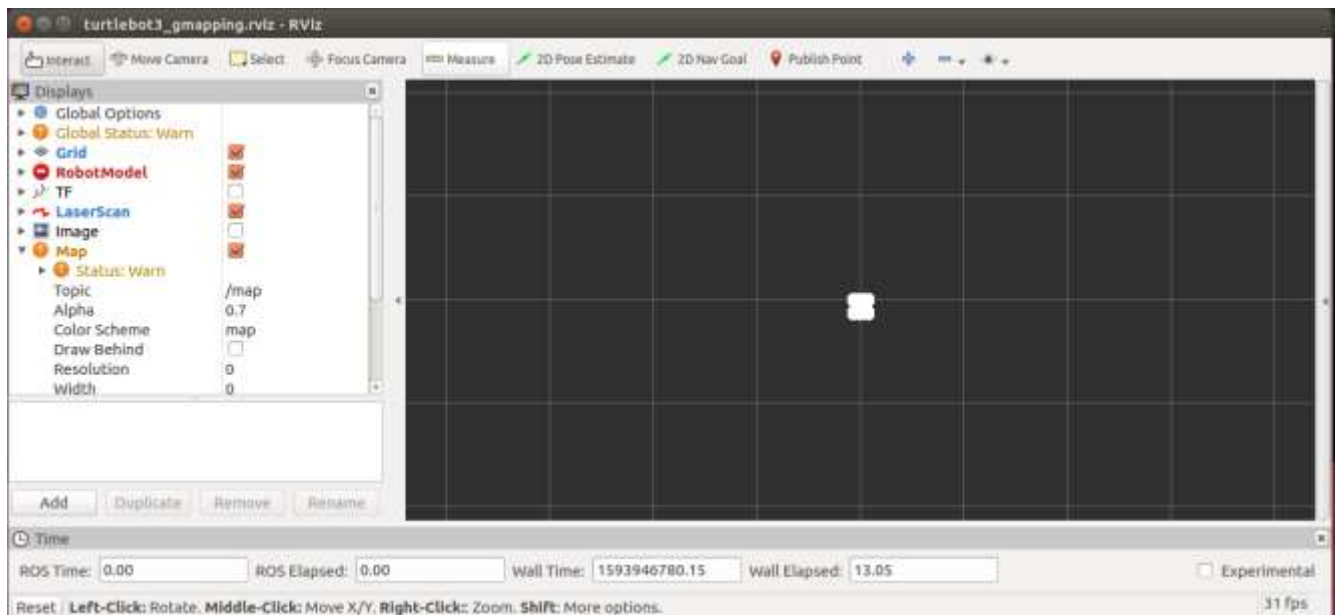 turtlebot3_gmapping.rviz - RViz
Interact Move Camera Select Focus Camera Measure 2D Pose Estimate 2D Nav Goal Publish Point
Displays
Global Options
Global Status: Warn
Grid
RobotModel
TF
LaserScan
Image
Map
Status: Warn
Topic /map
Alpha 0.7
Color Scheme map
Draw Behind
Resolution 0
Width 0
Add Duplicate Remove Rename
Time
ROS Time: 0.00 ROS Elapsed: 0.00 Wall Time: 1593946780.15 Wall Elapsed: 13.05 Experimental
Reset Left-Click: Rotate. Middle-Click: Move X/Y. Right-Click:: Zoom. Shift: More options. 31 fps